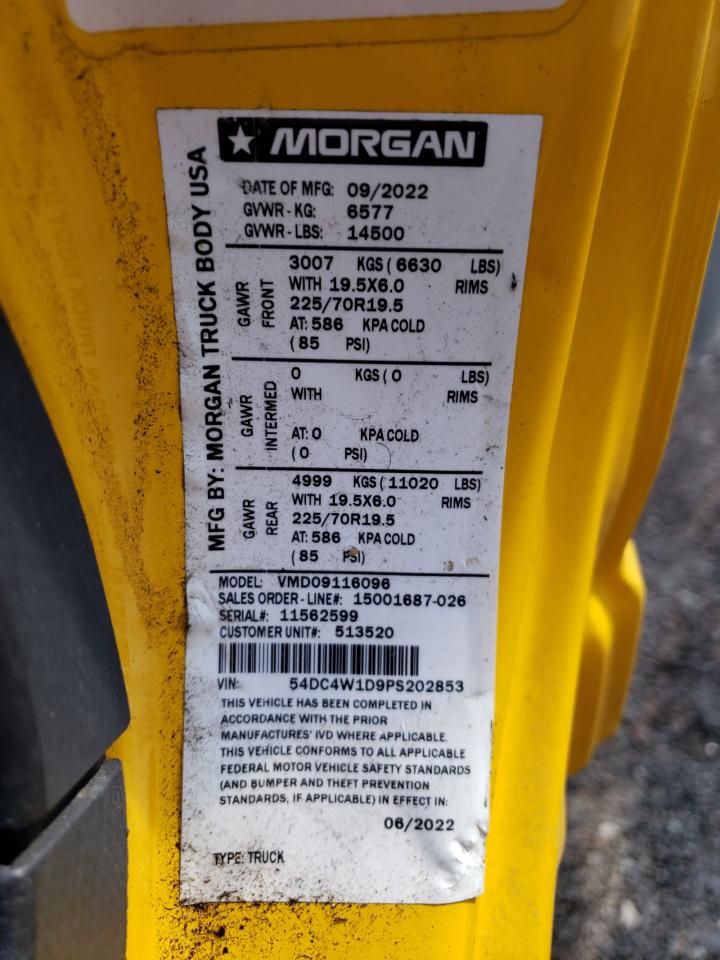 MORGAN
MFG BY: MORGAN TRUCK BODY USA
DATE OF MFG: 09/2022
GVWR - KG: 6577
GVWR - LBS: 14500
GAWR FRONT
3007 KGS ( 6630 LBS)
WITH 19.5X6.0 RIMS
225/70R19.5
AT: 586 KPA COLD
( 85 PSI)
GAWR INTERMED
0 KGS ( 0 LBS)
WITH RIMS
AT: 0 KPA COLD
( 0 PSI)
GAWR REAR
4999 KGS ( 11020 LBS)
WITH 19.5X6.0 RIMS
225/70R19.5
AT: 586 KPA COLD
( 85 PSI)
MODEL: VMD09116096
SALES ORDER - LINE#: 15001687-026
SERIAL#: 11562599
CUSTOMER UNIT#: 513520
VIN: 54DC4W1D9PS202853
THIS VEHICLE HAS BEEN COMPLETED IN
ACCORDANCE WITH THE PRIOR
MANUFACTURES' IVD WHERE APPLICABLE.
THIS VEHICLE CONFORMS TO ALL APPLICABLE
FEDERAL MOTOR VEHICLE SAFETY STANDARDS
(AND BUMPER AND THEFT PREVENTION
STANDARDS, IF APPLICABLE) IN EFFECT IN:
06/2022
TYPE: TRUCK